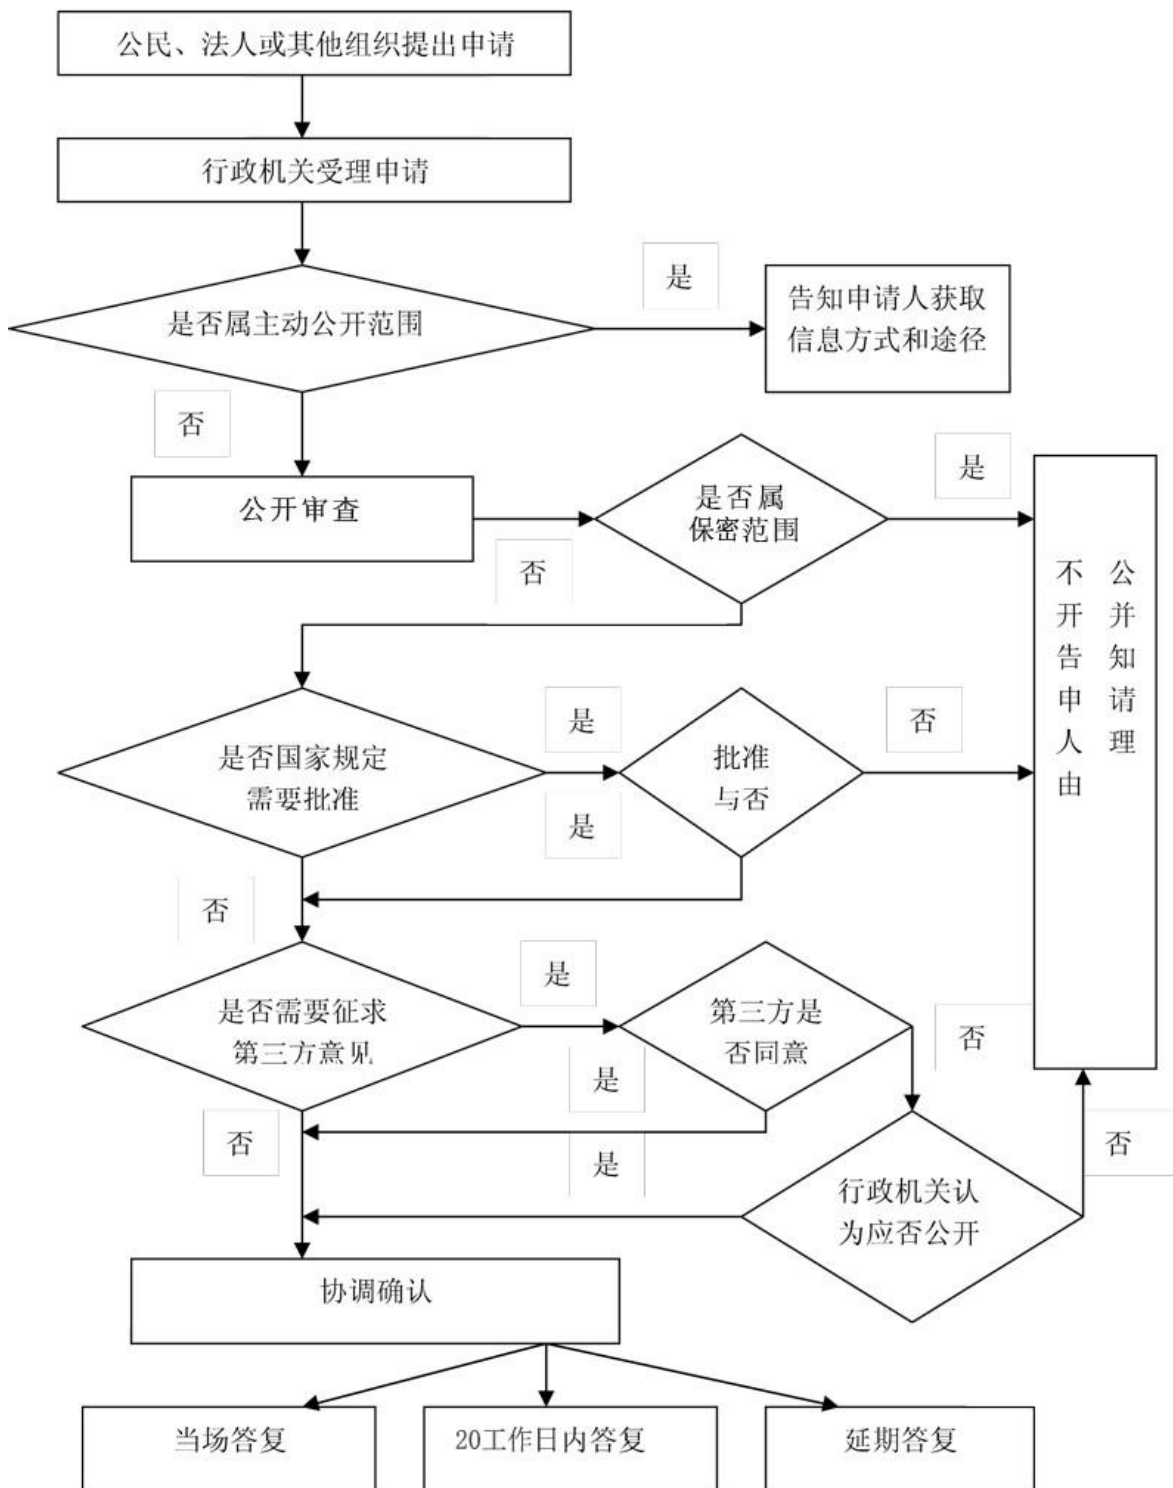 公民、法人或其他组织提出申请
行政机关受理申请
是
告知申请人获取
信息方式和途径
是否属主动公开范围
否
公开审查
是否属
保密范围
是
否
不公
开并
告知
申请
人理
由
是否国家规定
需要批准
是
批准
与否
否
是
否
是否需要征求
第三方意见
是
第三方是
否同意
否
是
否
是
行政机关认
为应否公开
否
协调确认
当场答复
20工作日内答复
延期答复